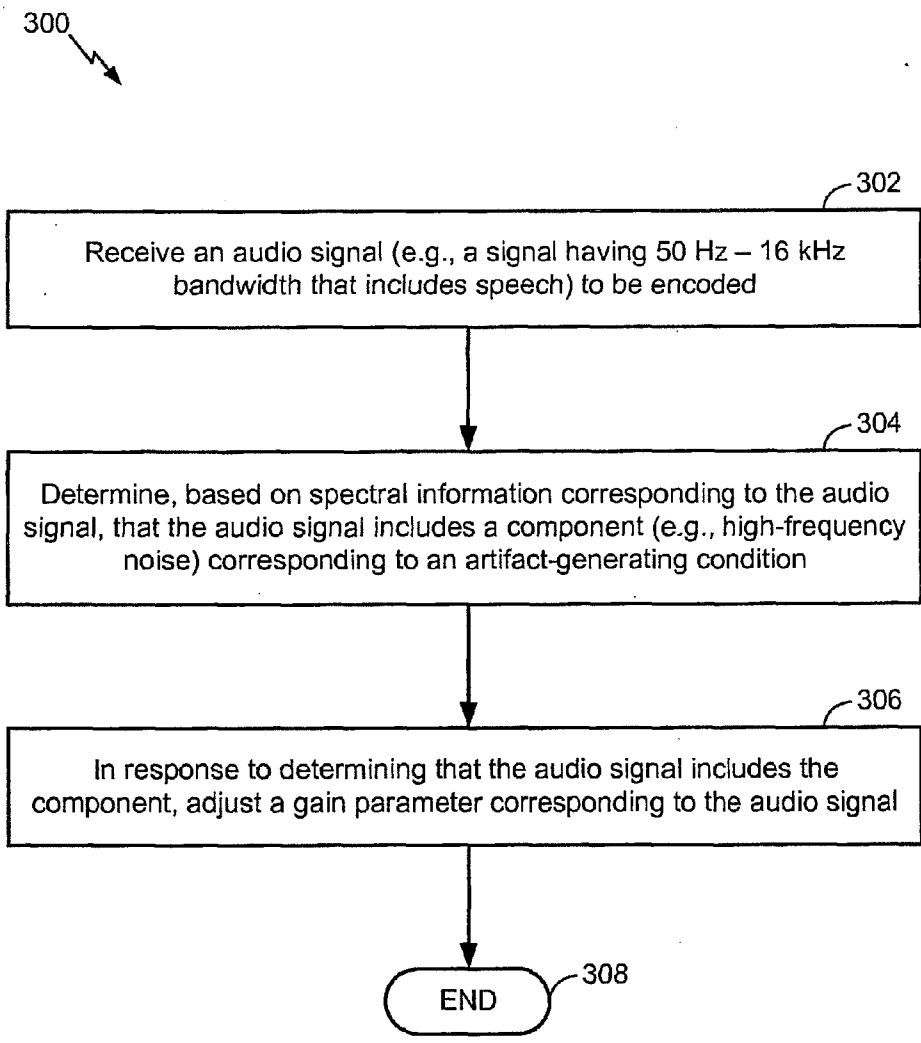 300
302
Receive an audio signal (e.g., a signal having 50 Hz – 16 kHz
bandwidth that includes speech) to be encoded
304
Determine, based on spectral information corresponding to the audio
signal, that the audio signal includes a component (e.g., high-frequency
noise) corresponding to an artifact-generating condition
306
In response to determining that the audio signal includes the
component, adjust a gain parameter corresponding to the audio signal
308
END